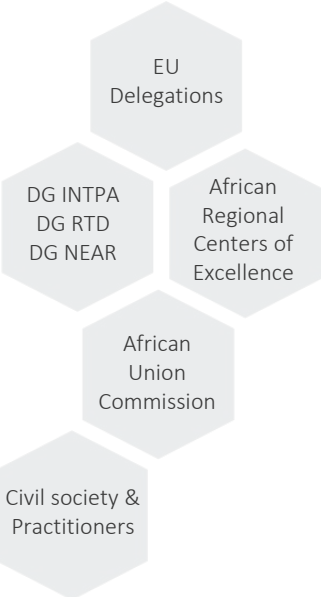 EU
Delegations
DG INTPA
DG RTD
DG NEAR
African
Regional
Centers of
Excellence
African
Union
Commission
Civil society &
Practitioners